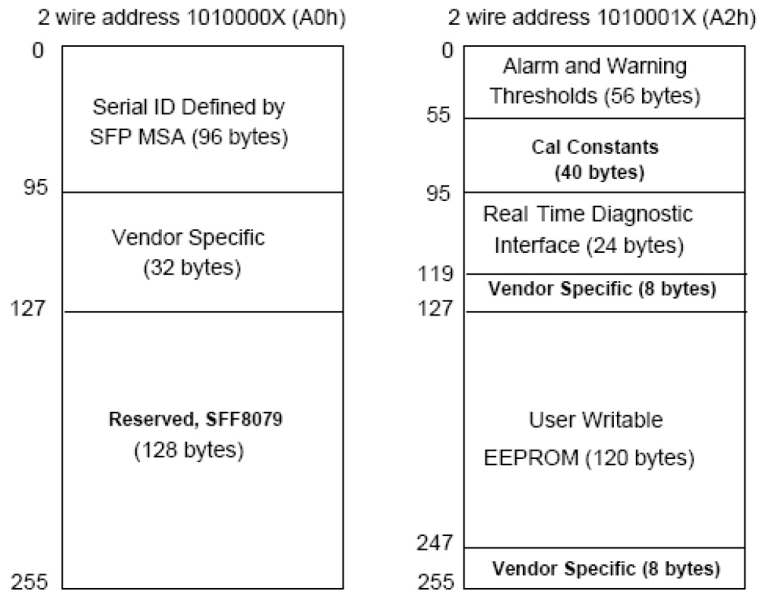 2 wire address 1010000X (A0h)
0
Serial ID Defined by
SFP MSA (96 bytes)
95
Vendor Specific
(32 bytes)
127
Reserved, SFF8079
(128 bytes)
255
2 wire address 1010001X (A2h)
0
Alarm and Warning
Thresholds (56 bytes)
55
Cal Constants
(40 bytes)
95
Real Time Diagnostic
Interface (24 bytes)
119
Vendor Specific (8 bytes)
127
User Writable
EEPROM (120 bytes)
247
Vendor Specific (8 bytes)
255